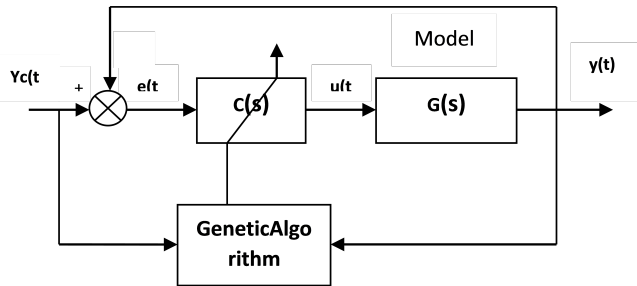 Model
y(t)
Yc(t
+
e(t
C(s)
u(t
G(s)
GeneticAlgo
rithm